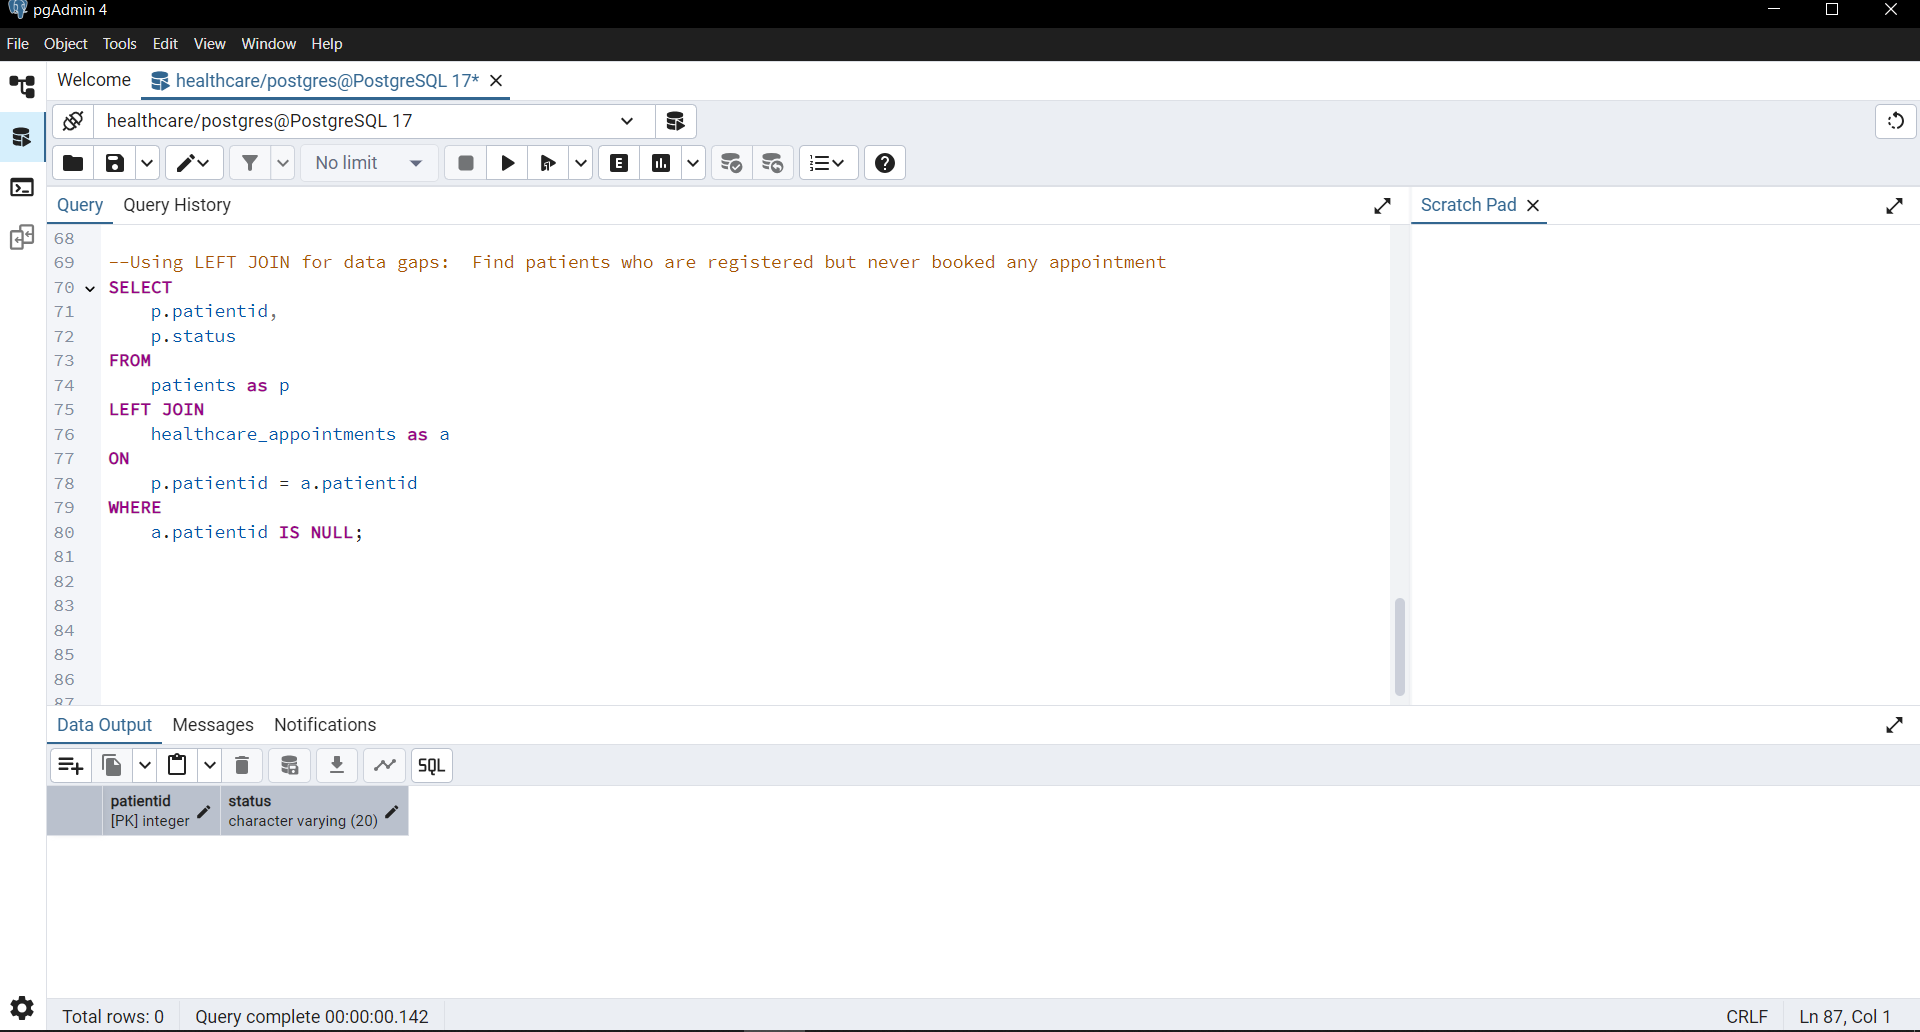 pgAdmin 4
File Object Tools Edit View Window Help
Welcome healthcare/postgres@PostgreSQL 17*
healthcare/postgres@PostgreSQL 17
No limit E
Query Query History Scratch Pad
68
69 --Using LEFT JOIN for data gaps:  Find patients who are registered but never booked any appointment
70 SELECT
71     p.patientid,
72     p.status
73 FROM
74     patients as p
75 LEFT JOIN
76     healthcare_appointments as a
77 ON
78     p.patientid = a.patientid
79 WHERE
80     a.patientid IS NULL;
81
82
83
84
85
86
87
Data Output Messages Notifications
SQL
patientid status
[PK] integer character varying (20)
Total rows: 0 Query complete 00:00:00.142 CRLF Ln 87, Col 1